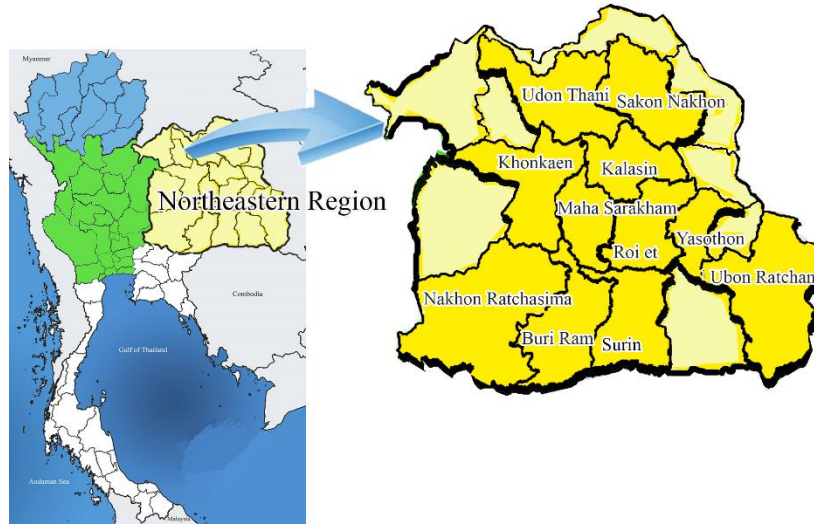 Myanmar
Northeastern Region
Cambodia
Gulf of Thailand
Andaman Sea
Malaysia
Udon Thani
Sakon Nakhon
Khonkaen
Kalasin
Maha Sarakham
Roi et
Yasothon
Ubon Ratchan
Nakhon Ratchasima
Buri Ram
Surin